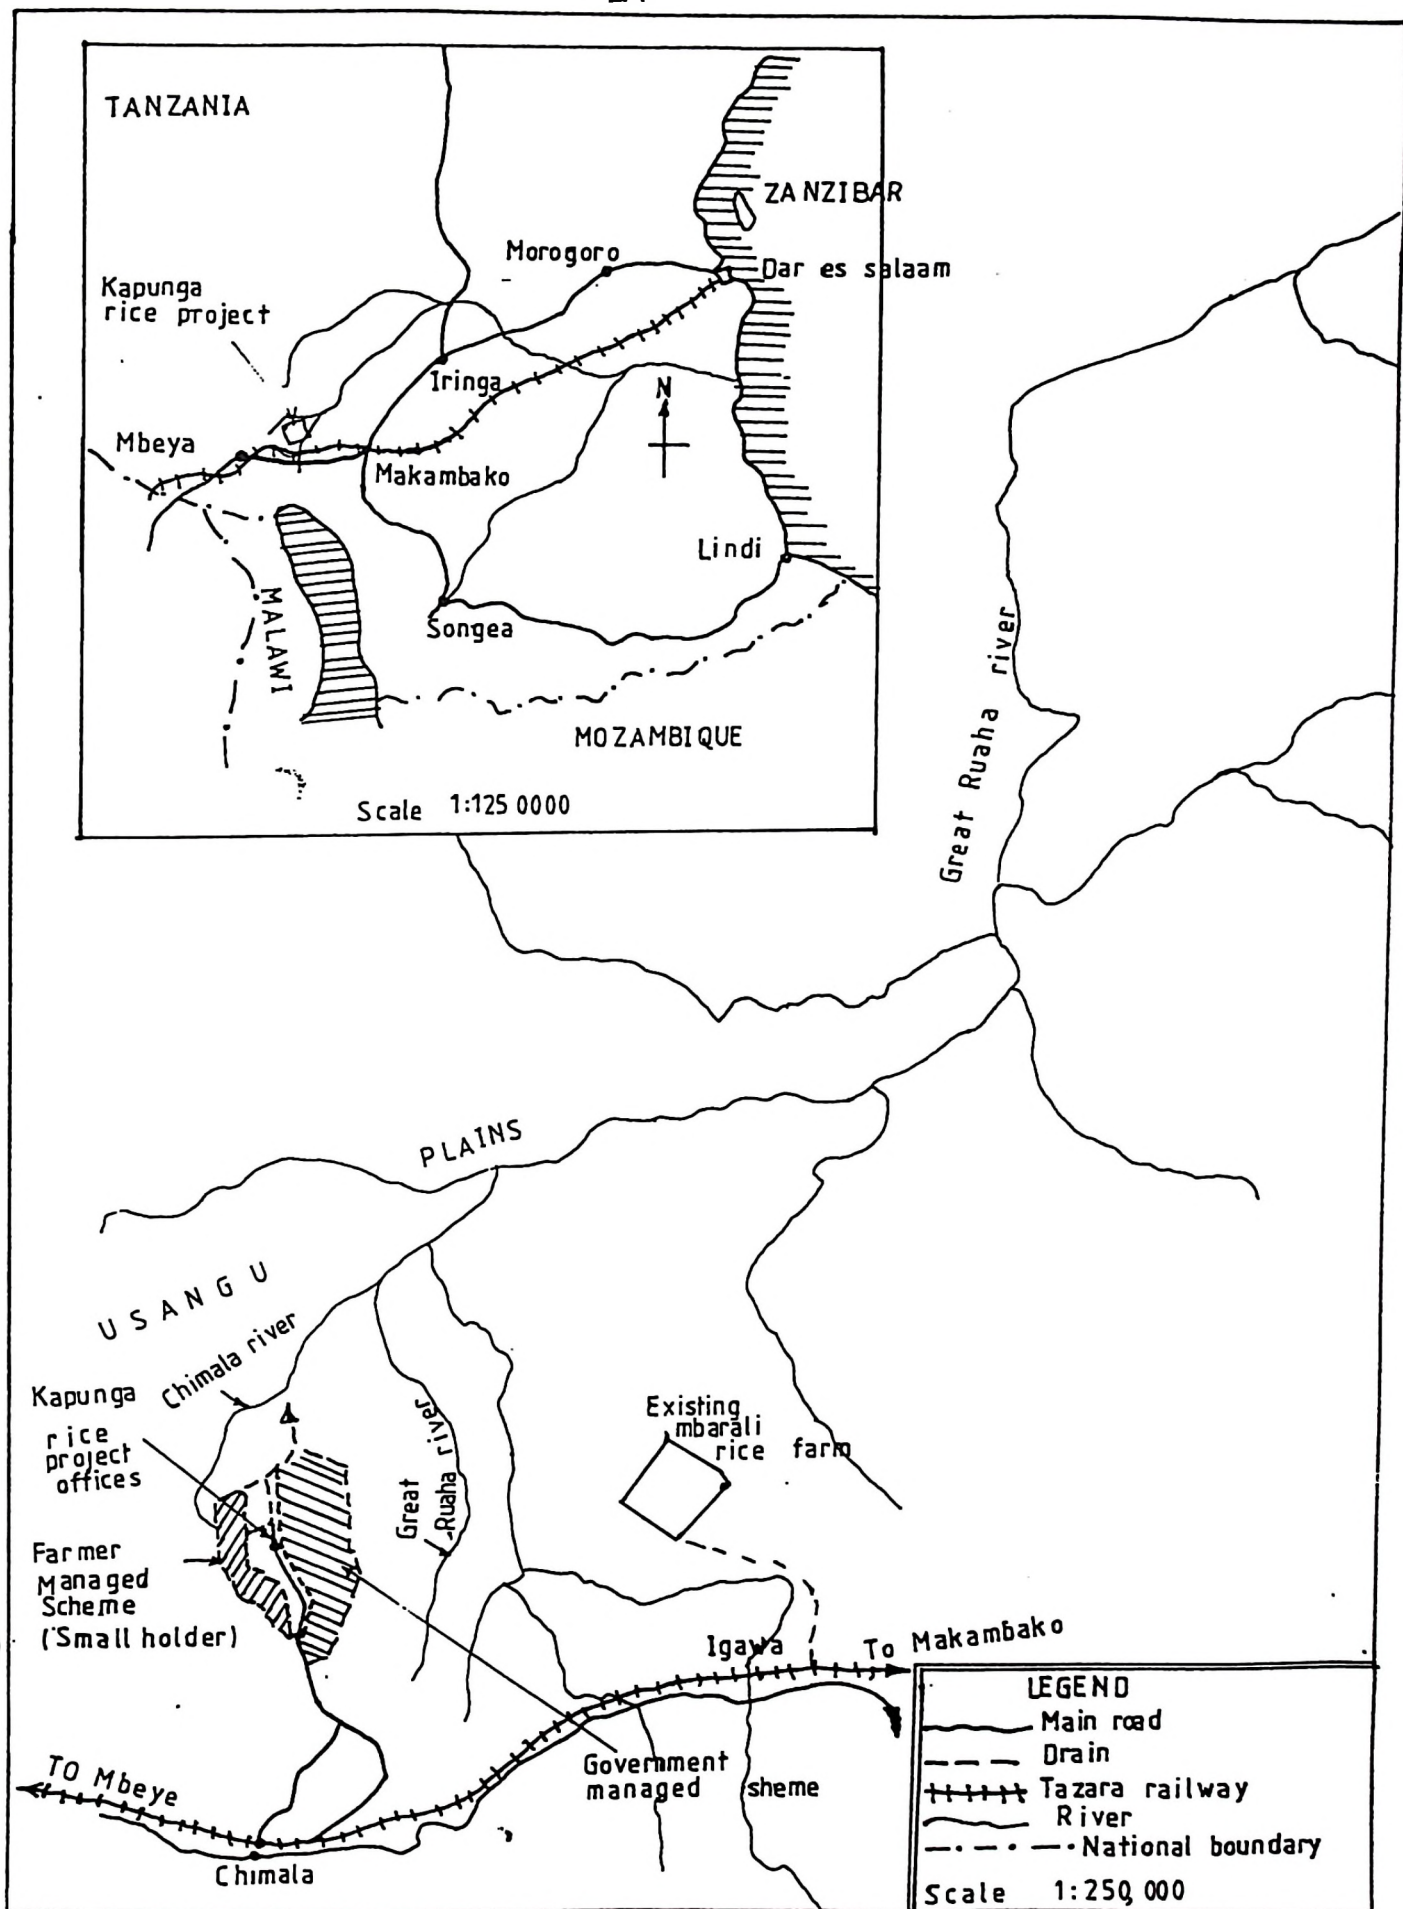 TANZANIA
ZANZIBAR
Morogoro
Dar es salaam
Kapunga
rice project
Iringa
N
Mbeya
Makambako
Lindi
MALAWI
Songea
MOZAMBIQUE
Scale 1:125 0000
Great Ruaha river
PLAINS
USANGU
Chimala river
Kapunga
rice
project
offices
Great
Ruaha river
Existing
mbarali
rice farm
Farmer
Managed
Scheme
(Small holder)
Igawa
To Makambako
TO Mbeye
Government
managed sheme
Chimala
LEGEND
Main road
Drain
Tazara railway
River
National boundary
Scale 1:250,000